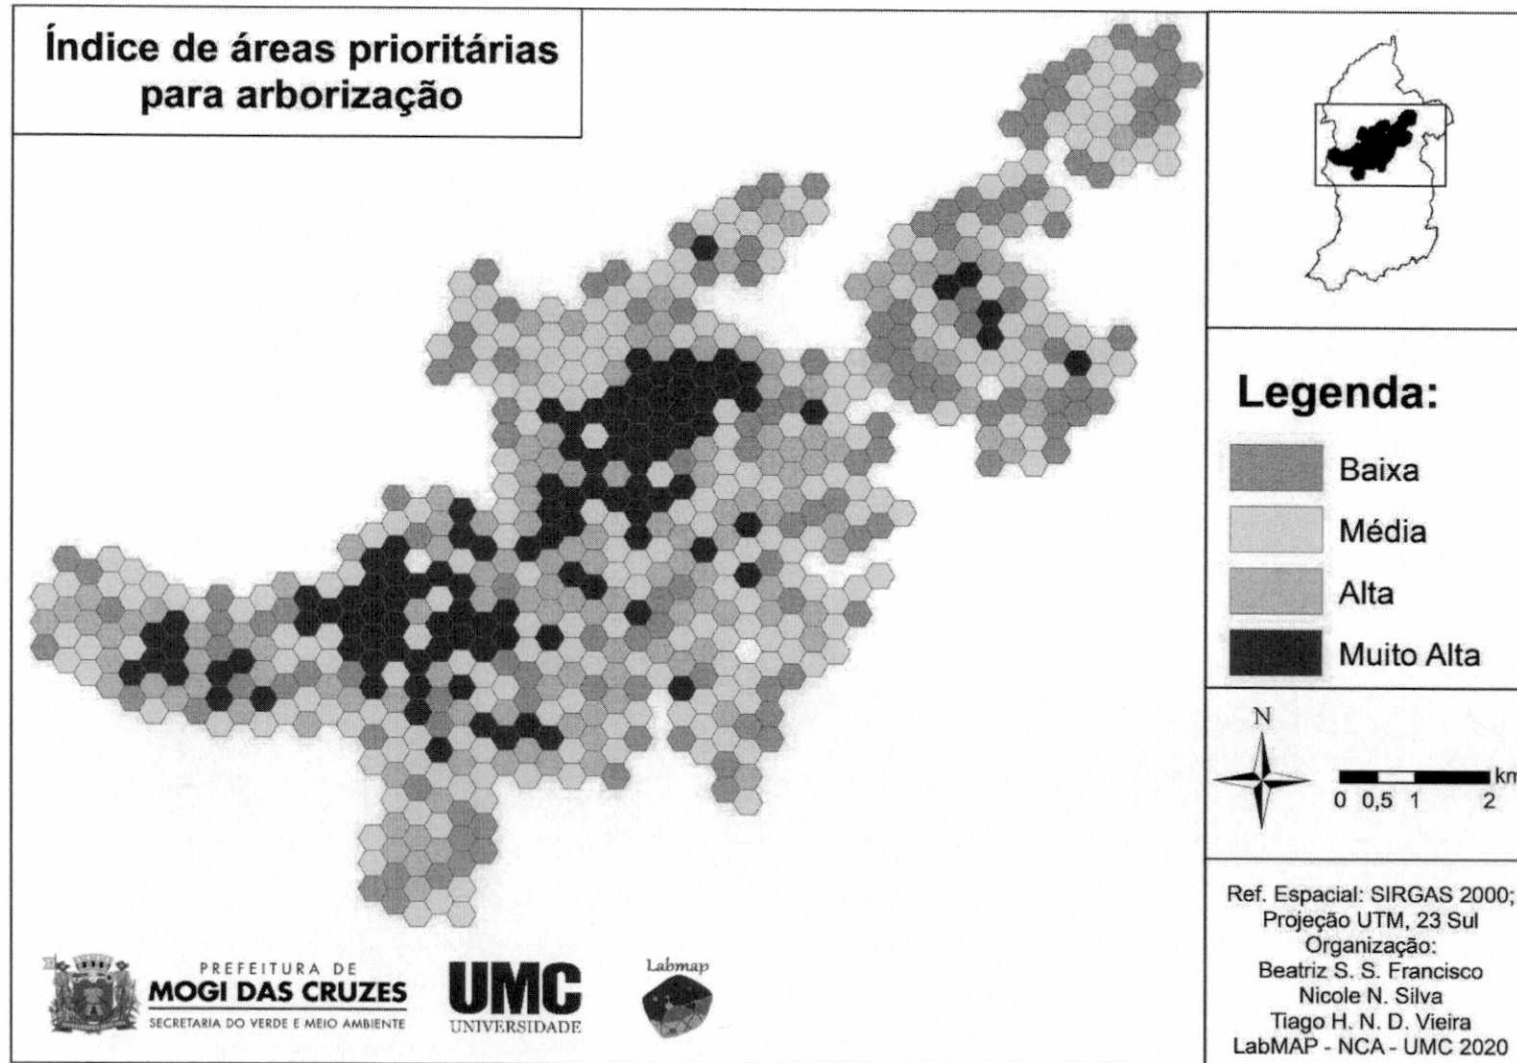 Índice de áreas prioritárias
para arborização
Legenda:
Baixa
Média
Alta
Muito Alta
N
km
0 0,5 1 2
Ref. Espacial: SIRGAS 2000;
Projeção UTM, 23 Sul
Organização:
Beatriz S. S. Francisco
Nicole N. Silva
Tiago H. N. D. Vieira
LabMAP - NCA - UMC 2020
PREFEITURA DE
MOGI DAS CRUZES
SECRETARIA DO VERDE E MEIO AMBIENTE
UMC
UNIVERSIDADE
Labmap